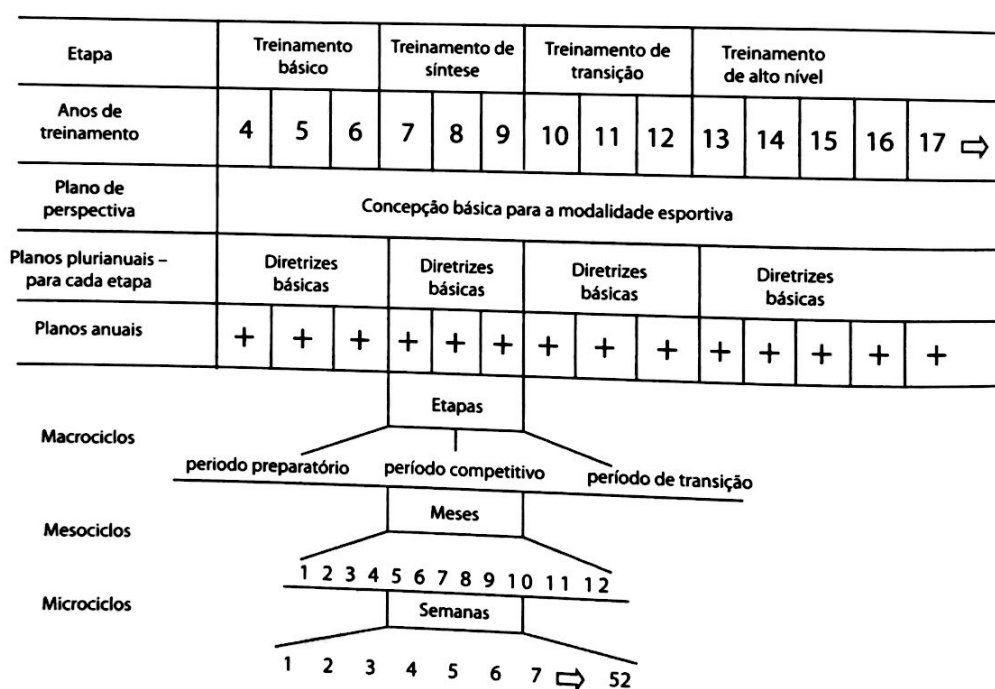 Etapa
Treinamento básico
Treinamento de síntese
Treinamento de transição
Treinamento de alto nível
Anos de treinamento
4 5 6 7 8 9 10 11 12 13 14 15 16 17 ⇨
Plano de perspectiva
Concepção básica para a modalidade esportiva
Planos plurianuais – para cada etapa
Diretrizes básicas
Diretrizes básicas
Diretrizes básicas
Diretrizes básicas
Planos anuais
+ + + + + + + + + + + + + +
Etapas
Macrociclos
periodo preparatório período competitivo período de transição
Meses
Mesociclos
1 2 3 4 5 6 7 8 9 10 11 12
Microciclos
Semanas
1 2 3 4 5 6 7 ⇨ 52